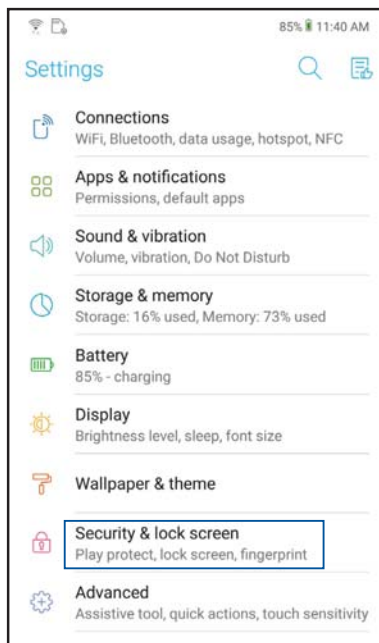 85% 11:40 AM
Settings
Connections
WiFi, Bluetooth, data usage, hotspot, NFC
Apps & notifications
Permissions, default apps
Sound & vibration
Volume, vibration, Do Not Disturb
Storage & memory
Storage: 16% used, Memory: 73% used
Battery
85% - charging
Display
Brightness level, sleep, font size
Wallpaper & theme
Security & lock screen
Play protect, lock screen, fingerprint
Advanced
Assistive tool, quick actions, touch sensitivity